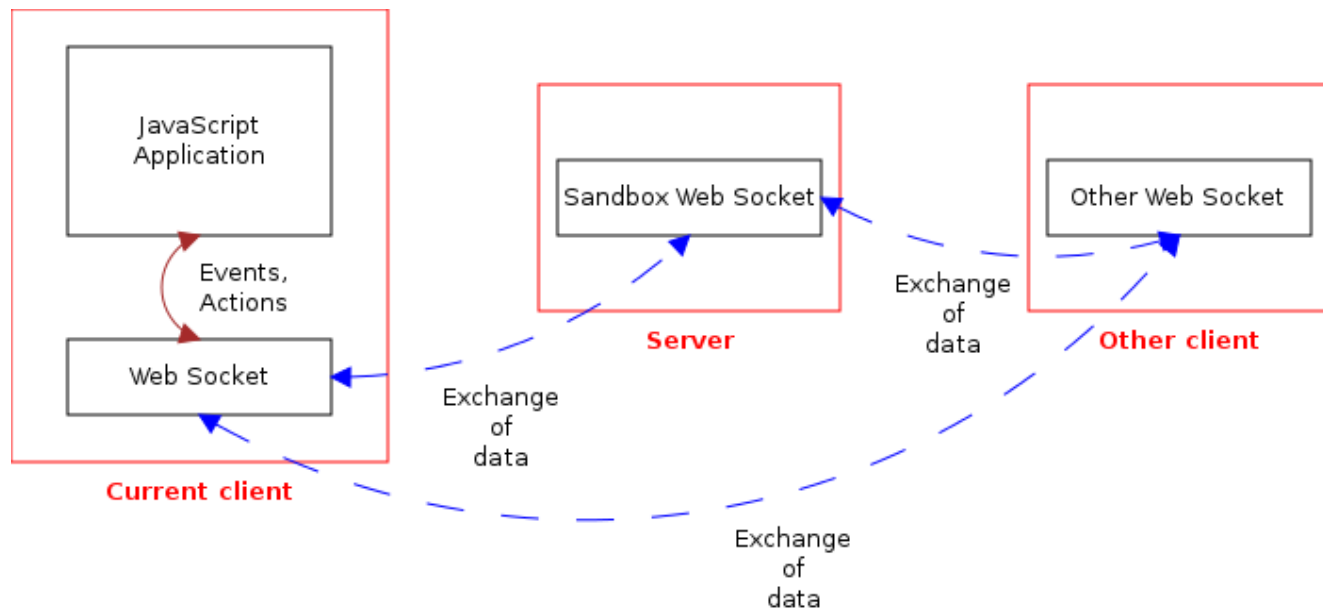 JavaScript
Application
Events,
Actions
Web Socket
Current client
Sandbox Web Socket
Server
Other Web Socket
Other client
Exchange
of
data
Exchange
of
data
Exchange
of
data